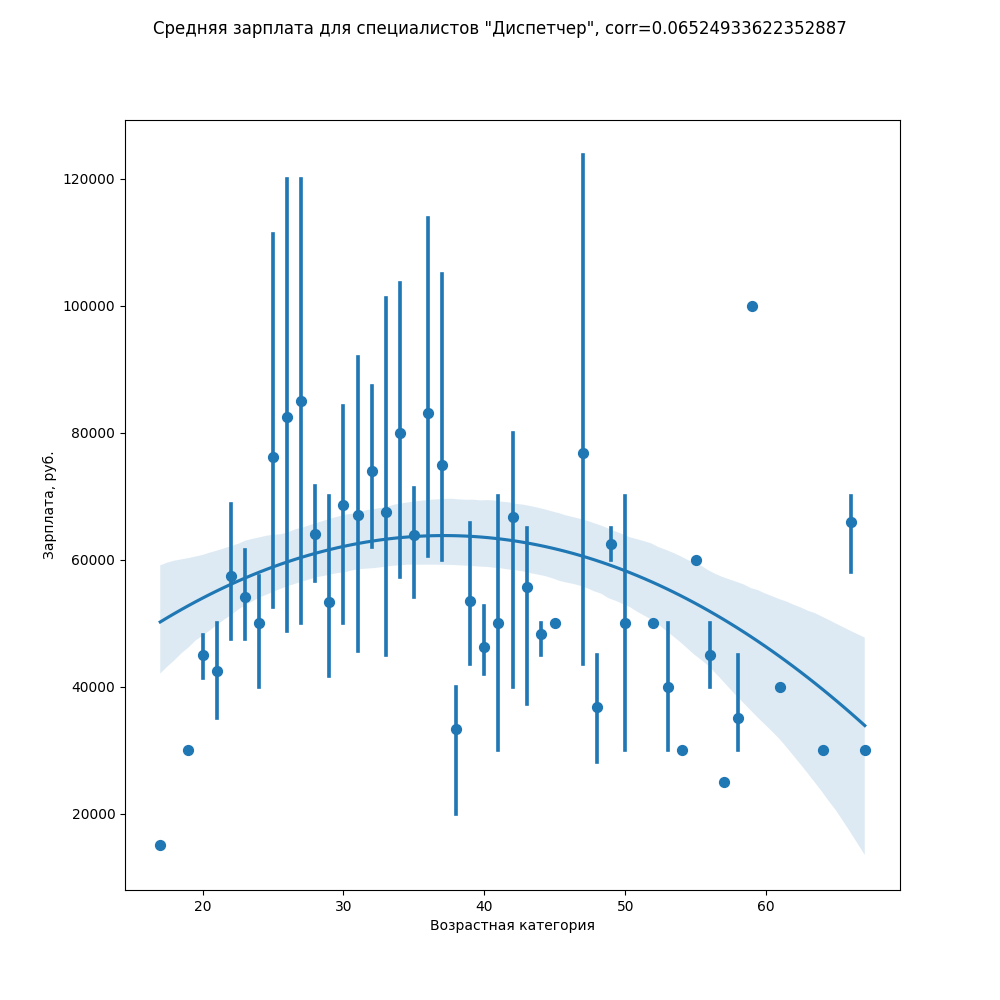 Средняя зарплата для специалистов "Диспетчер", corr=0.06524933622352887
120000
100000
80000
60000
40000
20000
Зарплата, руб.
20 30 40 50 60
Возрастная категория